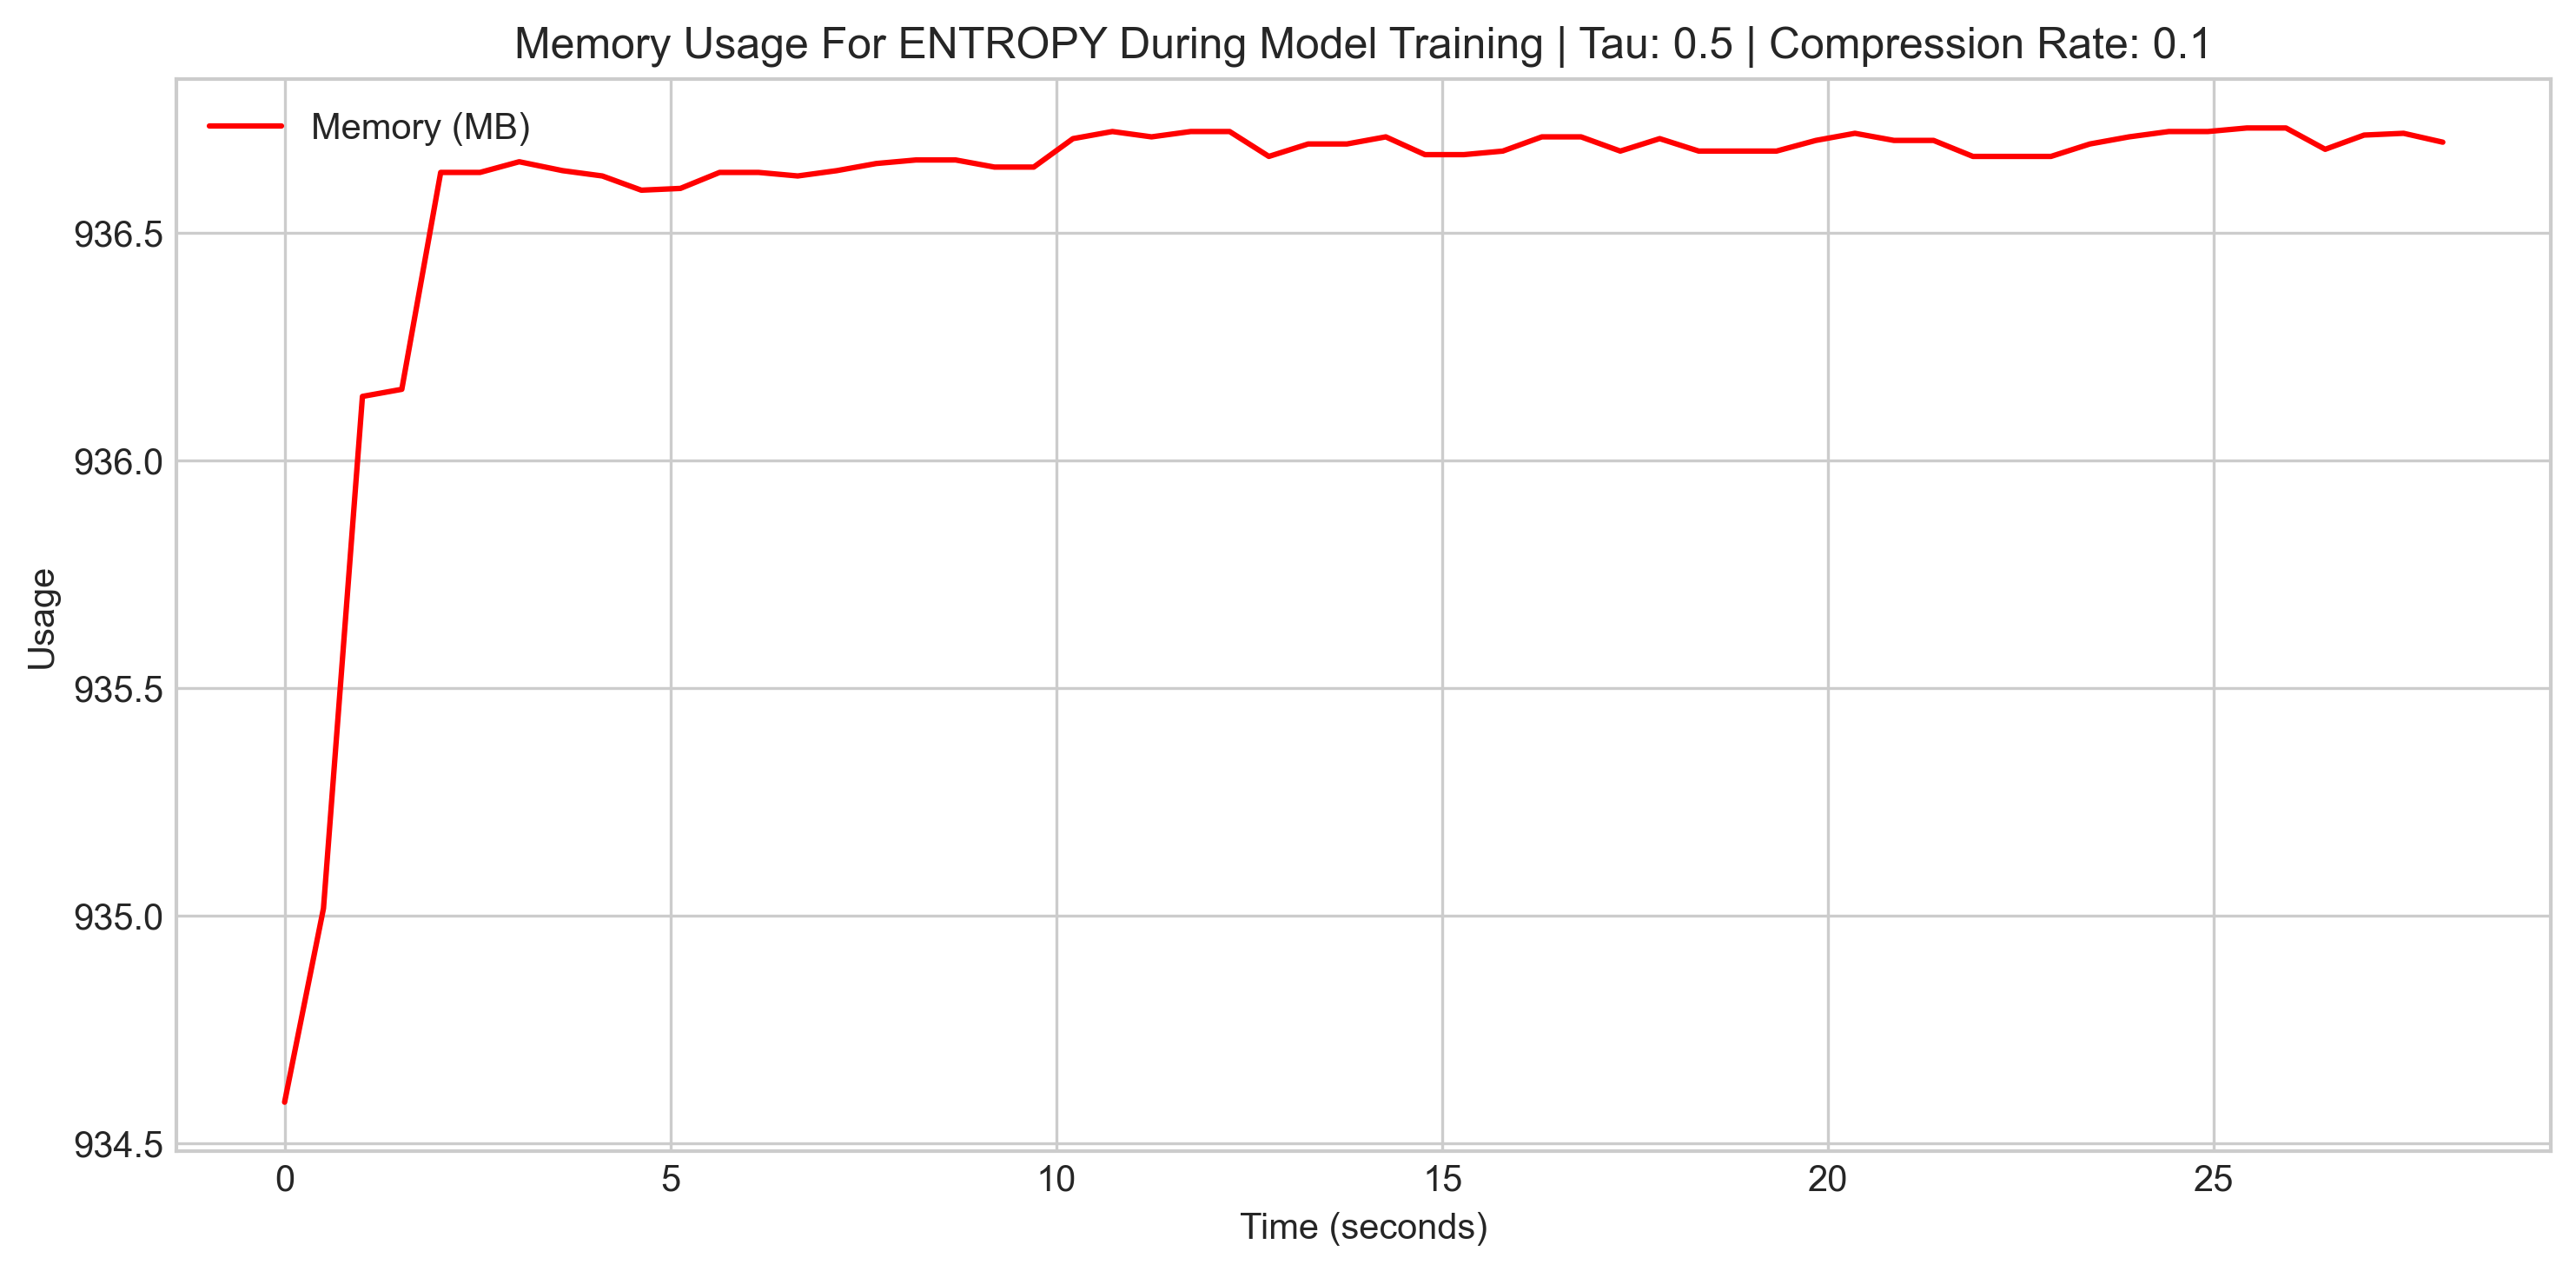 Memory Usage For ENTROPY During Model Training | Tau: 0.5 | Compression Rate: 0.1
Memory (MB)
936.5
936.0
935.5
935.0
934.5
Usage
0 5 10 15 20 25
Time (seconds)